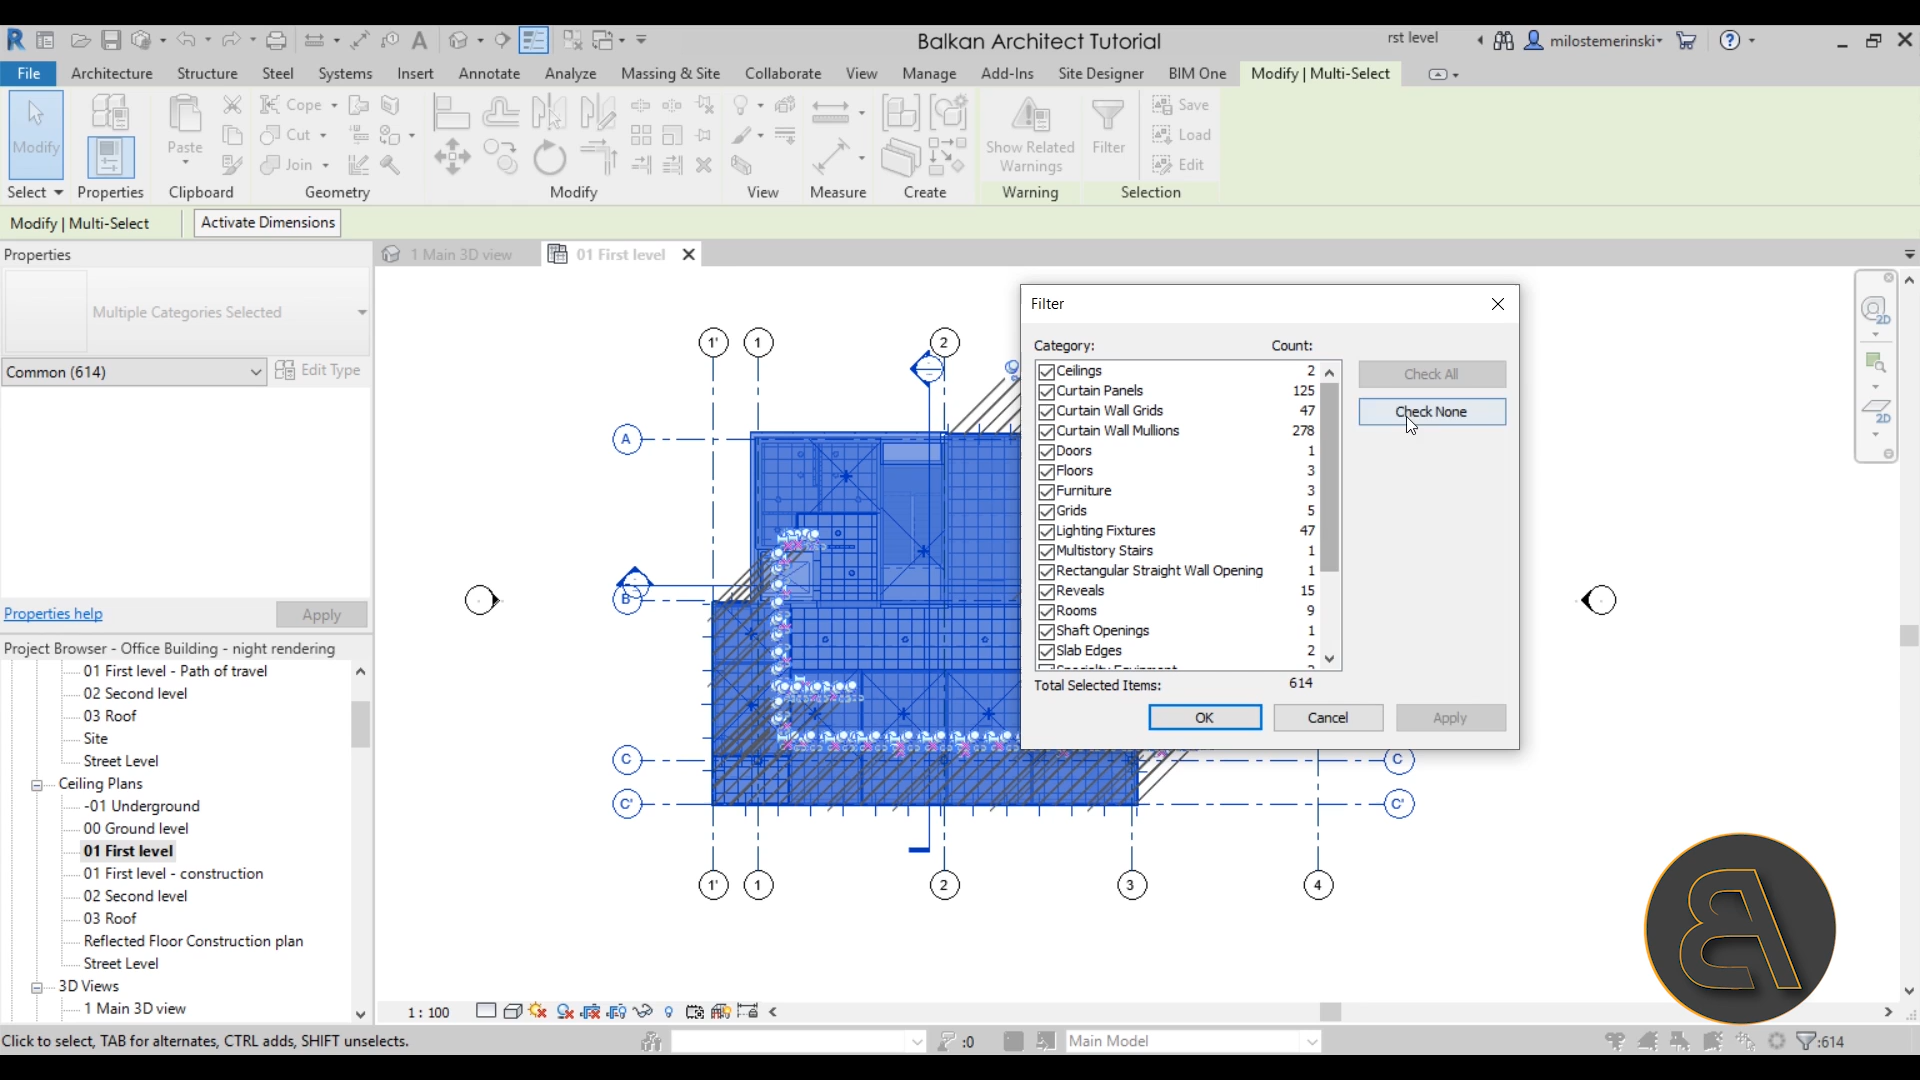 Balkan Architect Tutorial
rst level
milostemerinski
File Architecture Structure Steel Systems Insert Annotate Analyze Massing & Site Collaborate View Manage Add-Ins Site Designer BIM One Modify | Multi-Select
Modify
Paste
Cope
Cut
Join
Show Related
Warnings
Filter
Save
Load
Edit
Select Properties Clipboard Geometry Modify View Measure Create Warning Selection
Modify | Multi-Select Activate Dimensions
Properties
1 Main 3D view 01 First level
Multiple Categories Selected
Common (614) Edit Type
Properties help Apply
Project Browser - Office Building - night rendering
01 First level - Path of travel
02 Second level
03 Roof
Site
Street Level
Ceiling Plans
-01 Underground
00 Ground level
01 First level
01 First level - construction
02 Second level
03 Roof
Reflected Floor Construction plan
Street Level
3D Views
1 Main 3D view
1' 1 2
A
B
C C
C' C'
1' 1 2 3 4
2D
2D
Filter
Category: Count:
Ceilings 2
Curtain Panels 125
Curtain Wall Grids 47
Curtain Wall Mullions 278
Doors 1
Floors 3
Furniture 3
Grids 5
Lighting Fixtures 47
Multistory Stairs 1
Rectangular Straight Wall Opening 1
Reveals 15
Rooms 9
Shaft Openings 1
Slab Edges 2
Total Selected Items: 614
Check All
Check None
OK Cancel Apply
1 : 100
Click to select, TAB for alternates, CTRL adds, SHIFT unselects.
:0
Main Model
:614